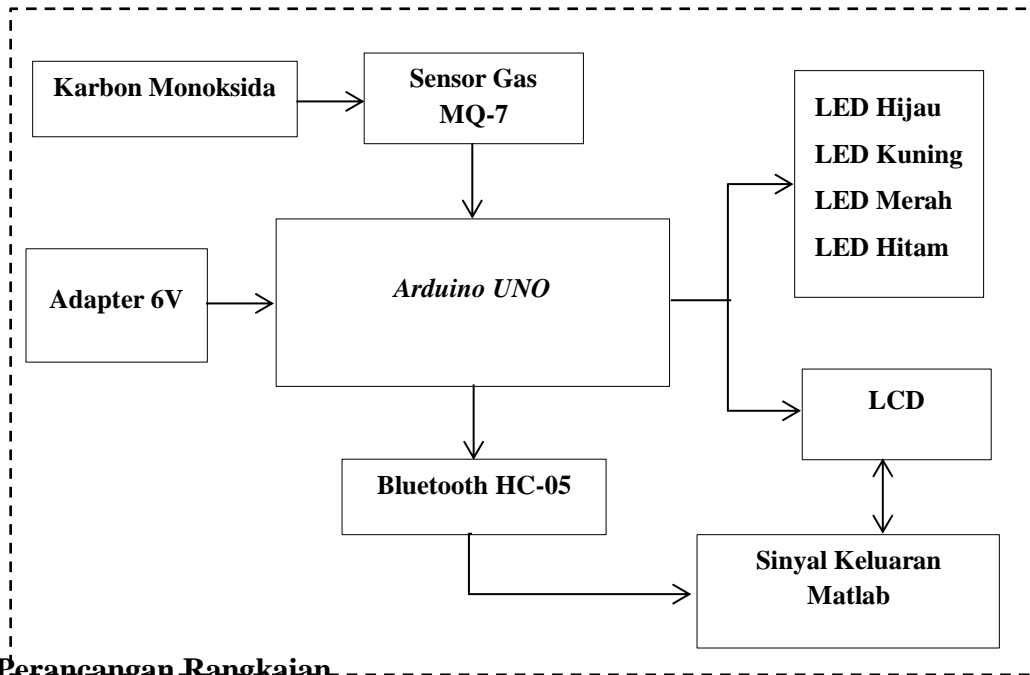 Karbon Monoksida
Sensor Gas
MQ-7
LED Hijau
LED Kuning
LED Merah
LED Hitam
Adapter 6V
Arduino UNO
LCD
Bluetooth HC-05
Sinyal Keluaran
Matlab
Perancangan Rangkaian